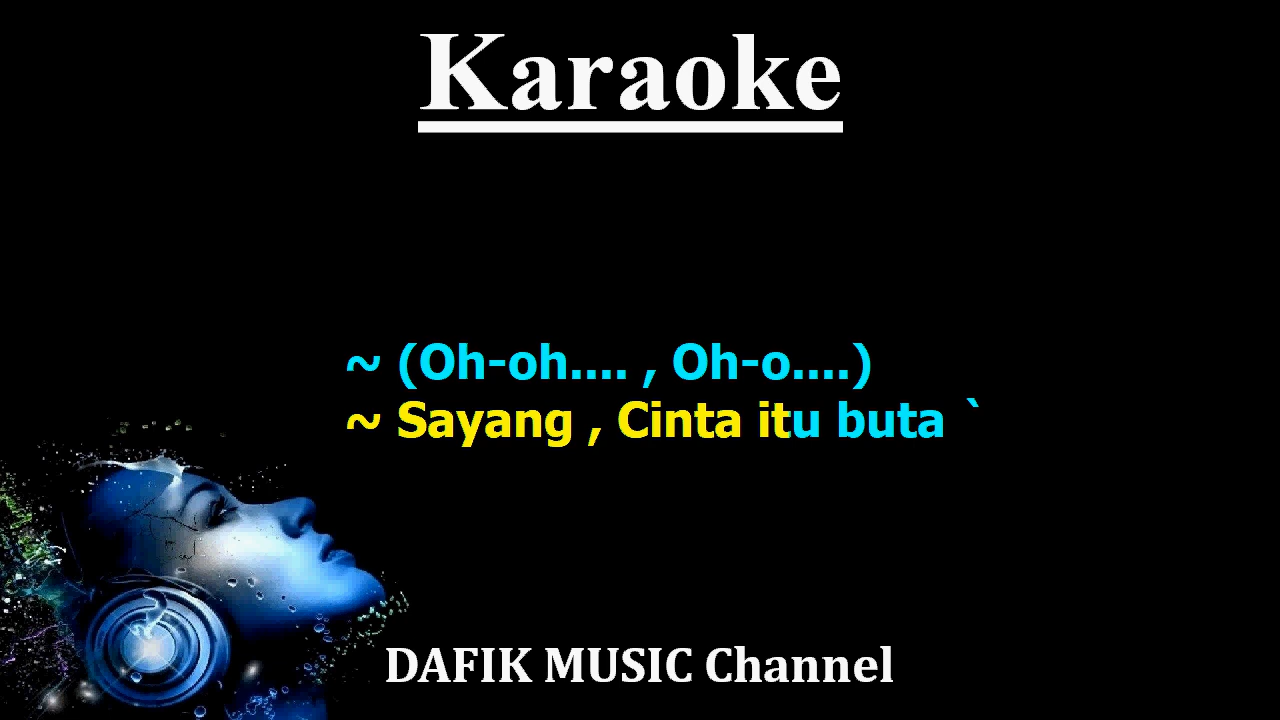 Karaoke
~ (Oh-oh.... , Oh-o....)
~ Sayang , Cinta itu buta `
DAFIK MUSIC Channel